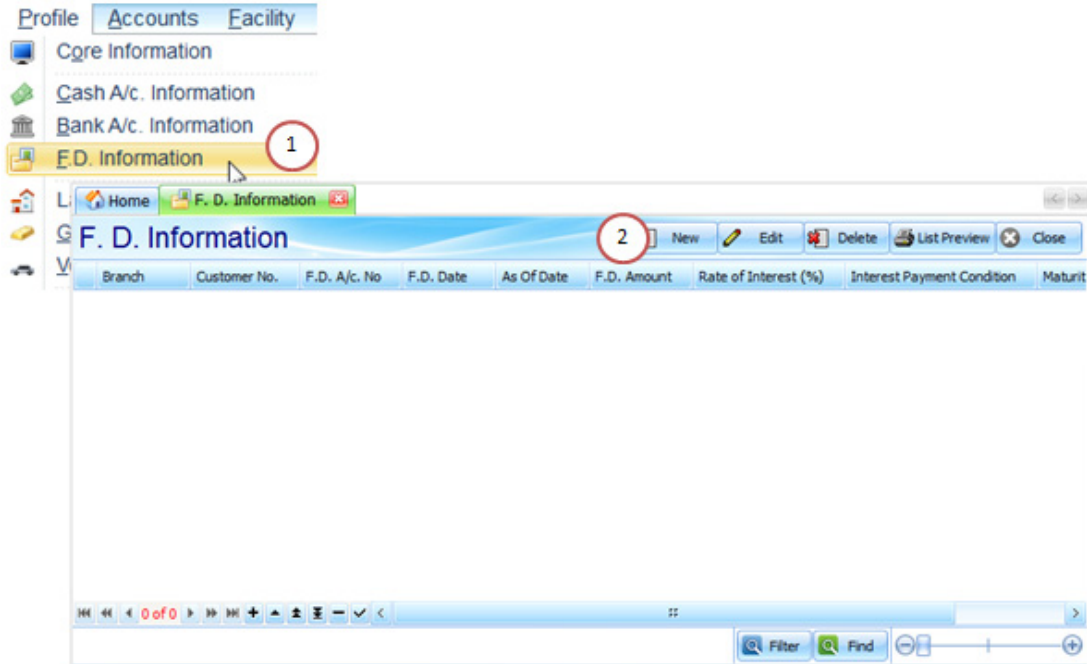 Profile Accounts Facility
Core Information
Cash A/c. Information
Bank A/c. Information
1
F.D. Information
Home F. D. Information
F. D. Information
2 New Edit Delete List Preview Close
Branch Customer No. F.D. A/c. No F.D. Date As Of Date F.D. Amount Rate of Interest (%) Interest Payment Condition Maturit
0 of 0
Filter Find